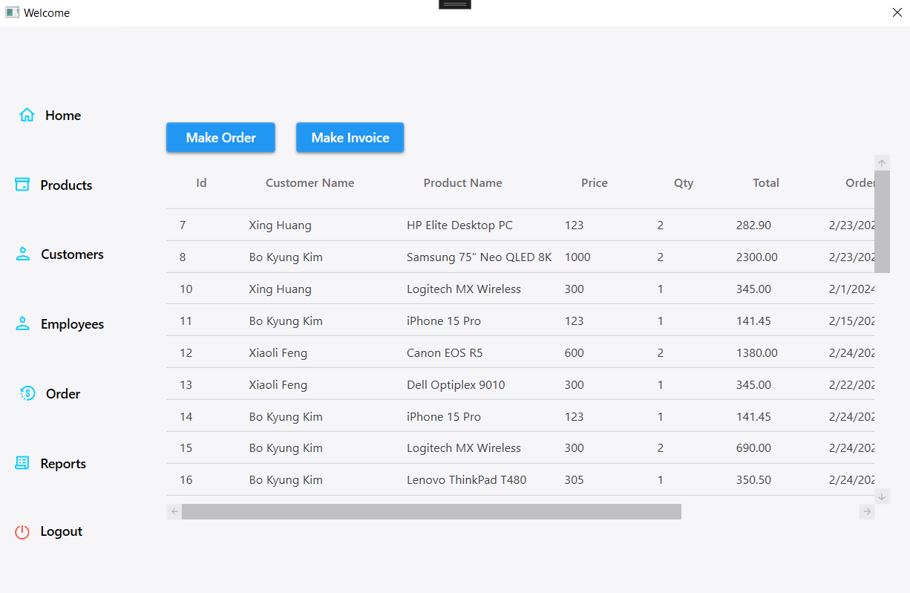 Welcome
Home
Products
Customers
Employees
Order
Reports
Logout
Make Order Make Invoice
Id Customer Name Product Name Price Qty Total Order
7 Xing Huang HP Elite Desktop PC 123 2 282.90 2/23/202
8 Bo Kyung Kim Samsung 75" Neo QLED 8K 1000 2 2300.00 2/23/202
10 Xing Huang Logitech MX Wireless 300 1 345.00 2/1/2024
11 Bo Kyung Kim iPhone 15 Pro 123 1 141.45 2/15/202
12 Xiaoli Feng Canon EOS R5 600 2 1380.00 2/24/202
13 Xiaoli Feng Dell Optiplex 9010 300 1 345.00 2/22/202
14 Bo Kyung Kim iPhone 15 Pro 123 1 141.45 2/24/202
15 Bo Kyung Kim Logitech MX Wireless 300 2 690.00 2/24/202
16 Bo Kyung Kim Lenovo ThinkPad T480 305 1 350.50 2/24/202